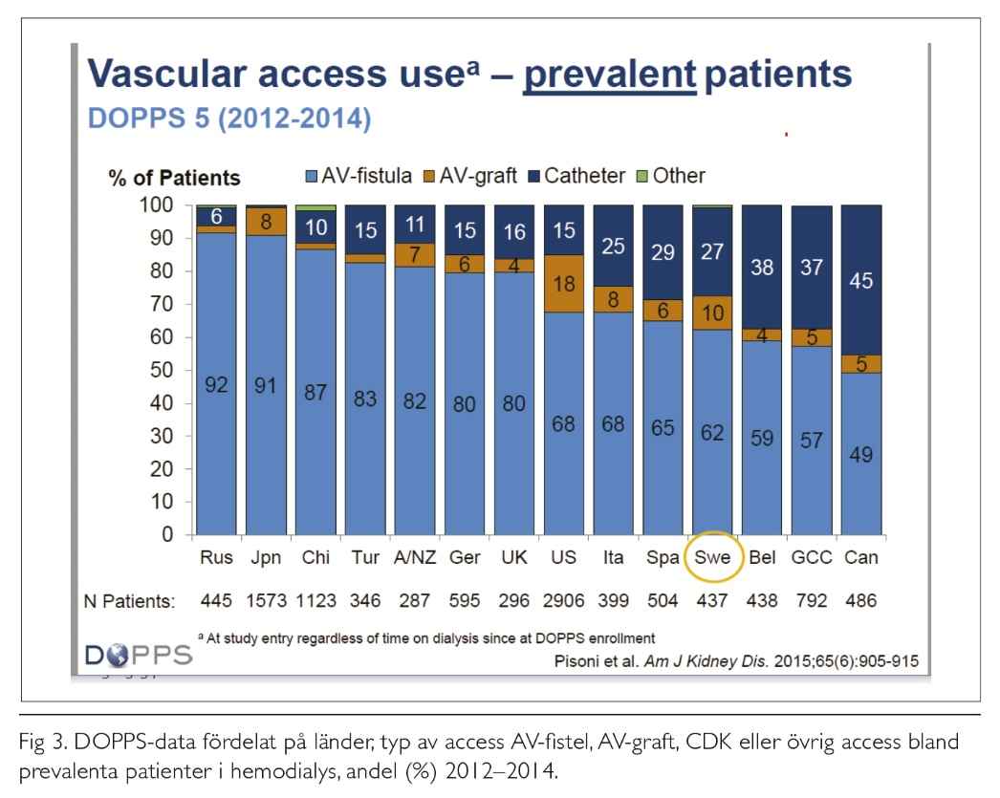 Vascular access useᵃ – prevalent patients
DOPPS 5 (2012-2014)
% of Patients
AV-fistula AV-graft Catheter Other
100
90
80
70
60
50
40
30
20
10
0
6 8 10 15 11 15 16 15 25 29 27 38 37 45
7 6 4 18 8 6 10 4 5 5
92 91 87 83 82 80 80 68 68 65 62 59 57 49
Rus Jpn Chi Tur A/NZ Ger UK US Ita Spa Swe Bel GCC Can
N Patients: 445 1573 1123 346 287 595 296 2906 399 504 437 438 792 486
ᵃ At study entry regardless of time on dialysis since at DOPPS enrollment
DOPPS
Pisoni et al. Am J Kidney Dis. 2015;65(6):905-915
Fig 3. DOPPS-data fördelat på länder, typ av access AV-fistel, AV-graft, CDK eller övrig access bland
prevalenta patienter i hemodialys, andel (%) 2012–2014.